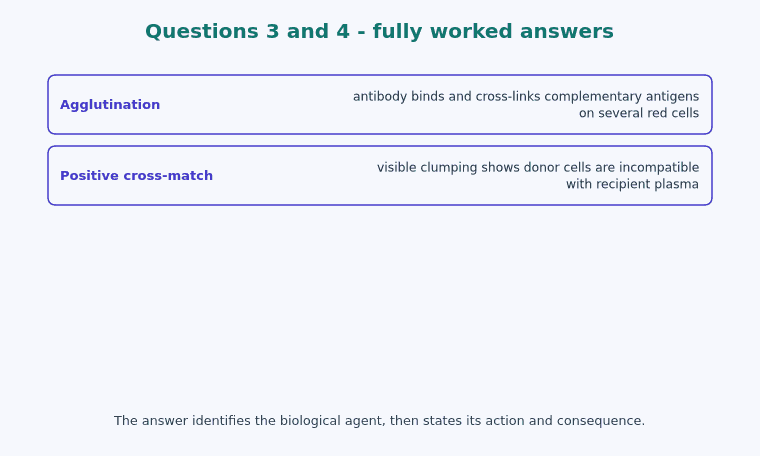 Questions 3 and 4 - fully worked answers
Agglutination
antibody binds and cross-links complementary antigens
on several red cells
Positive cross-match
visible clumping shows donor cells are incompatible
with recipient plasma
The answer identifies the biological agent, then states its action and consequence.